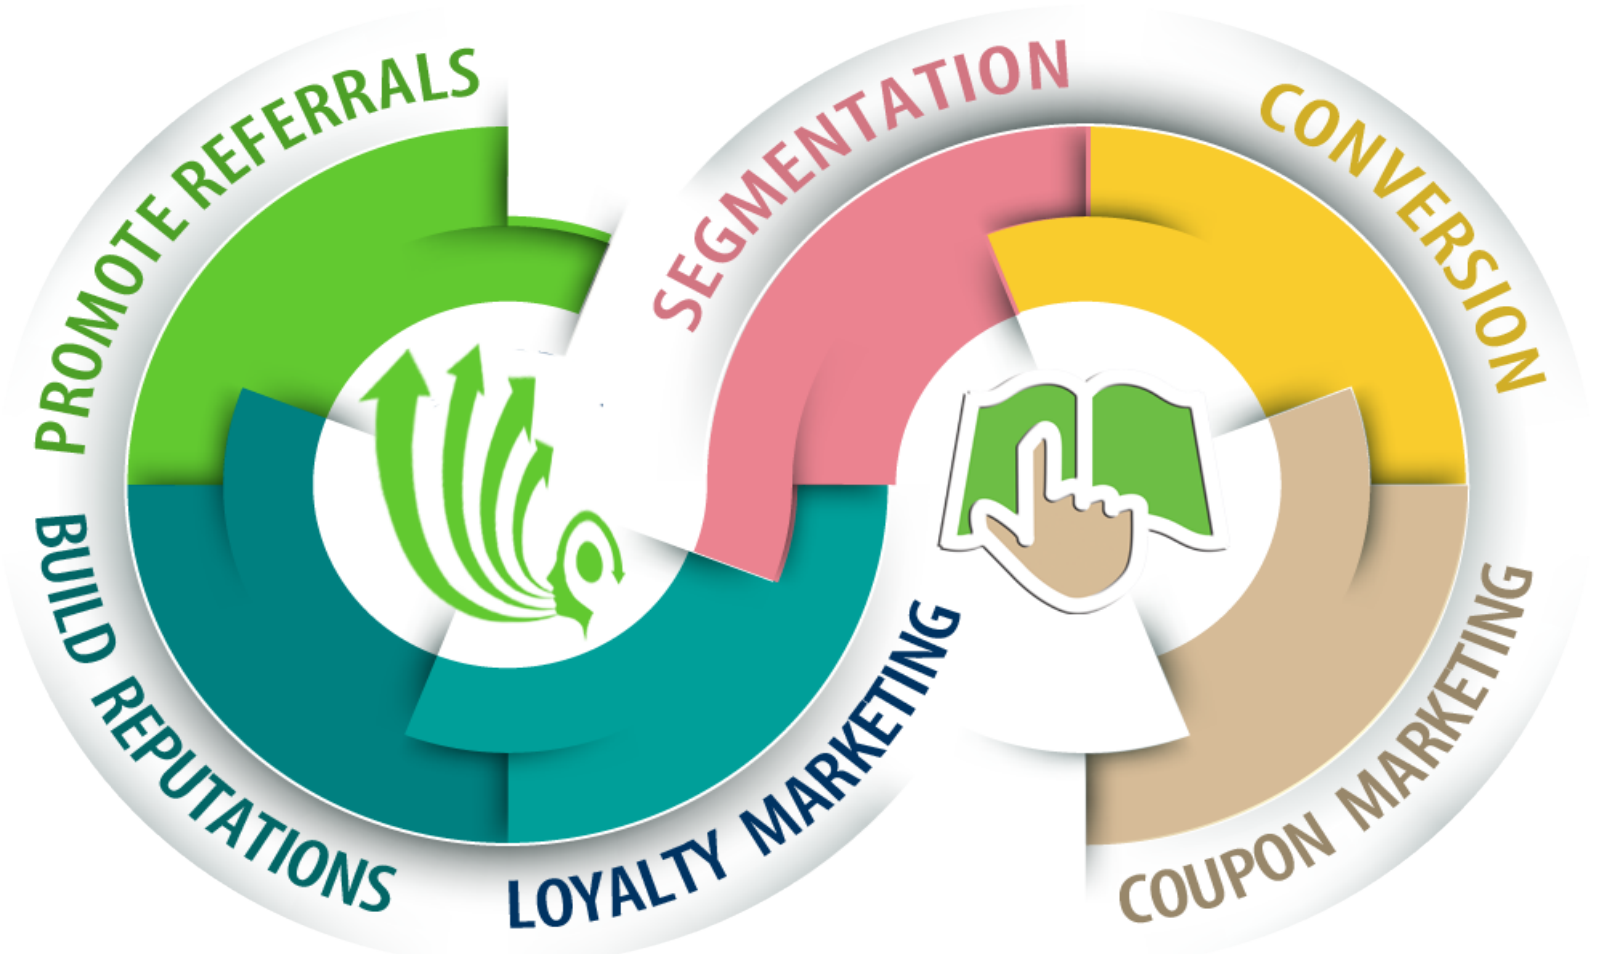 PROMOTE REFERRALS
SEGMENTATION
CONVERSION
BUILD REPUTATIONS
LOYALTY MARKETING
COUPON MARKETING